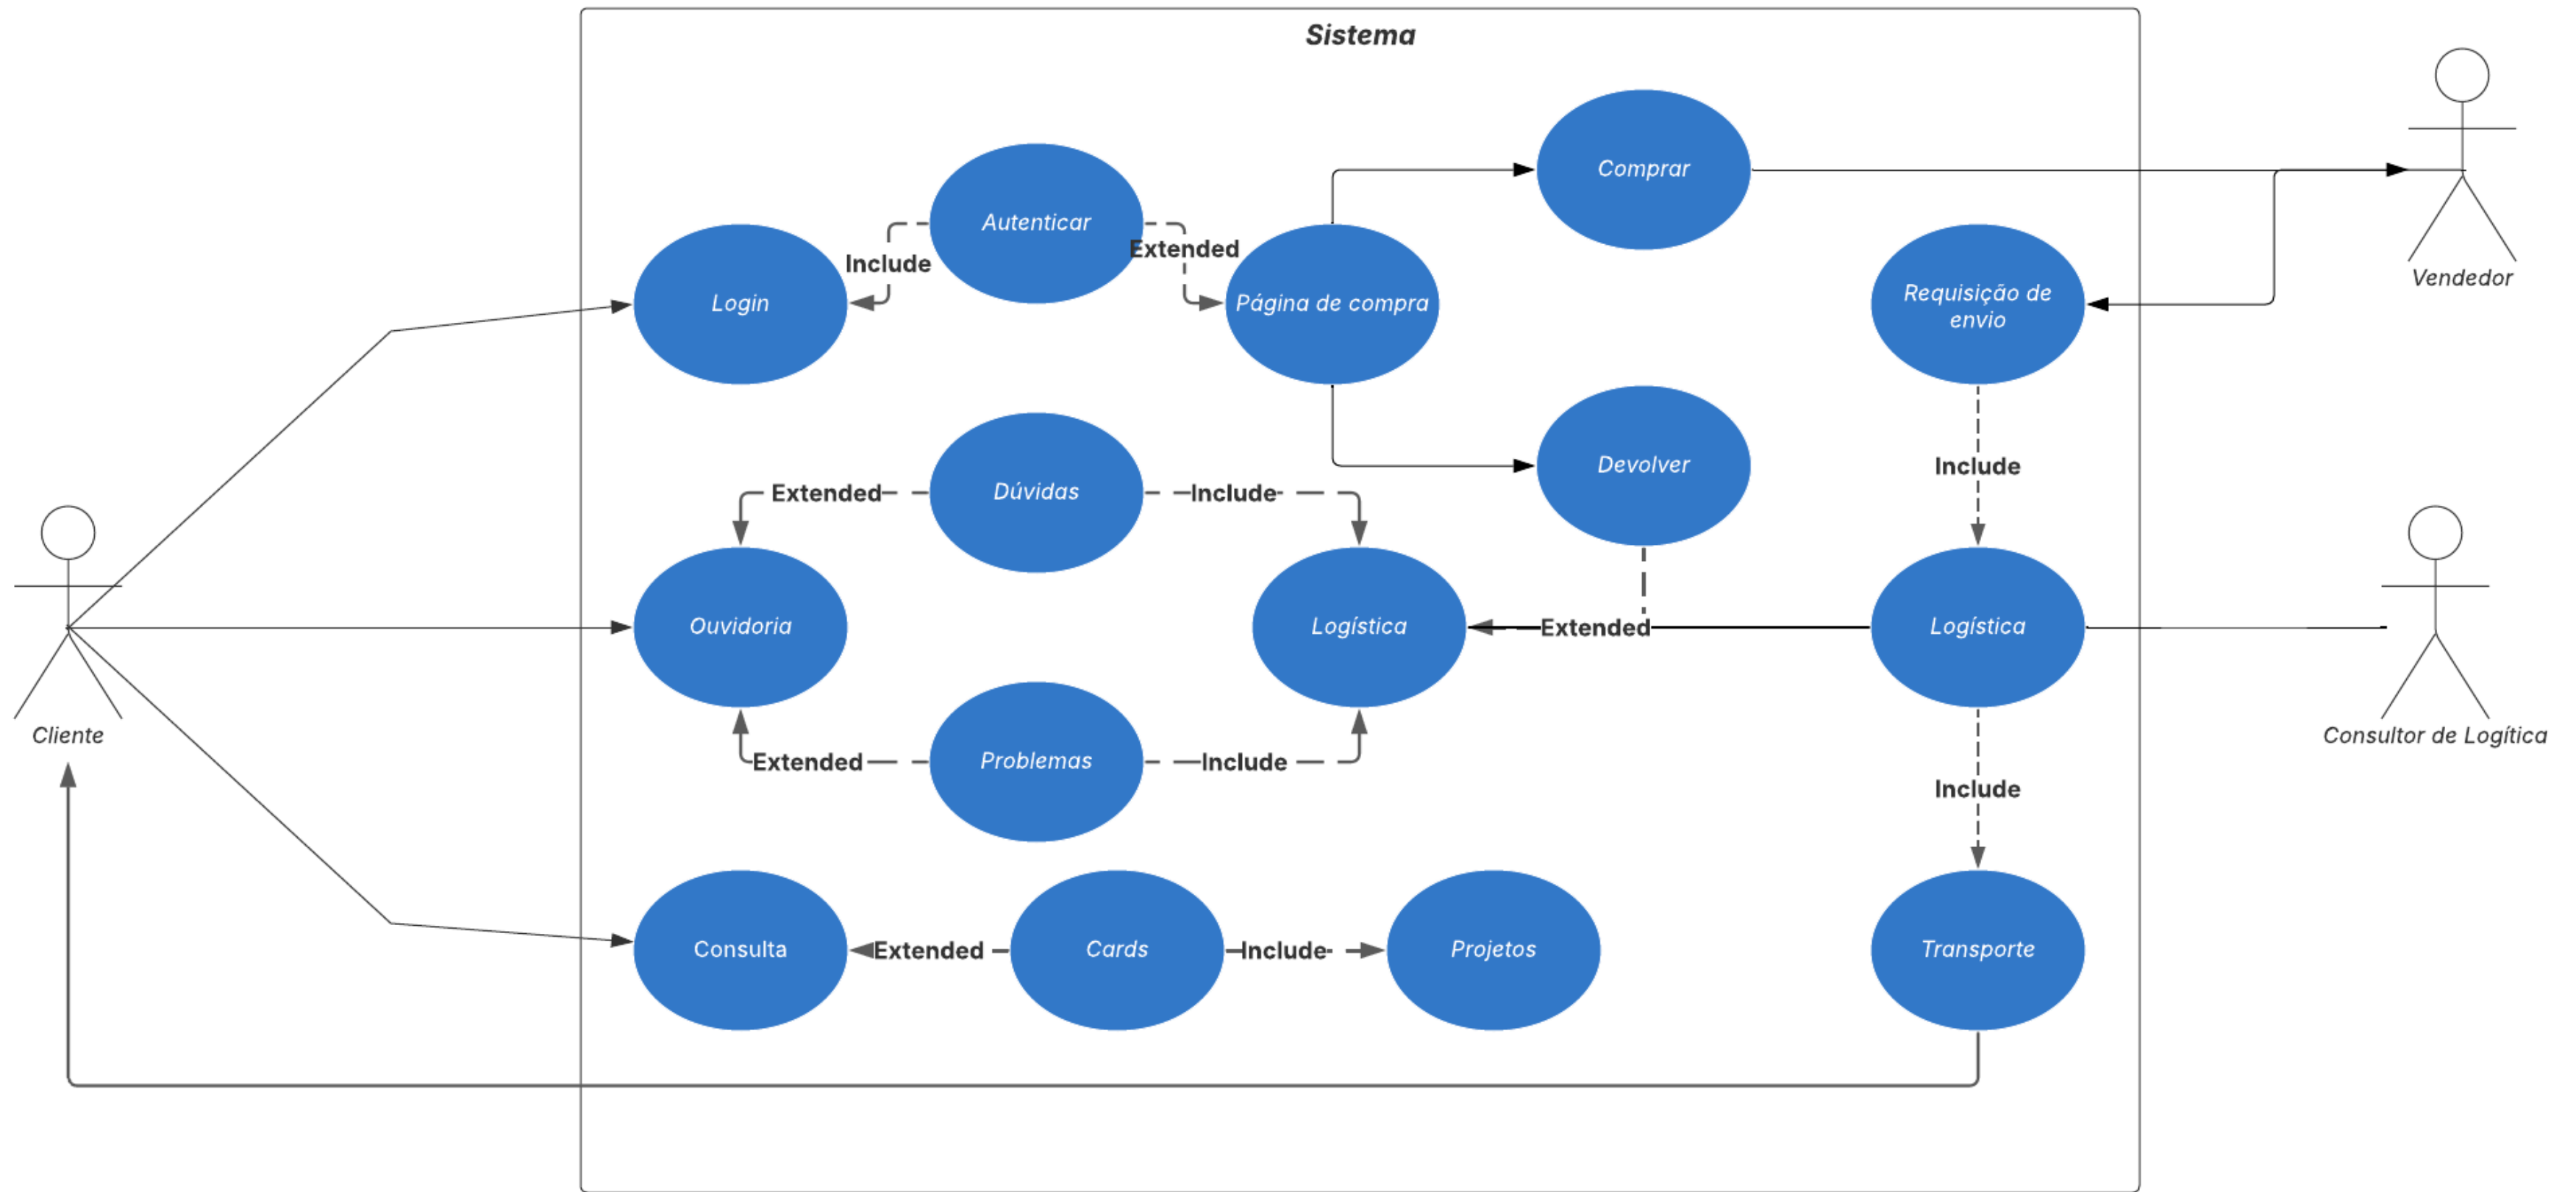 Sistema
Comprar
Autenticar
Extended
Include
Login
Página de compra
Requisição de
envio
Vendedor
Devolver
Include
Extended
Dúvidas
Include
Ouvidoria
Logística
Extended
Logística
Cliente
Consultor de Logítica
Extended
Problemas
Include
Include
Consulta
Extended
Cards
Include
Projetos
Transporte